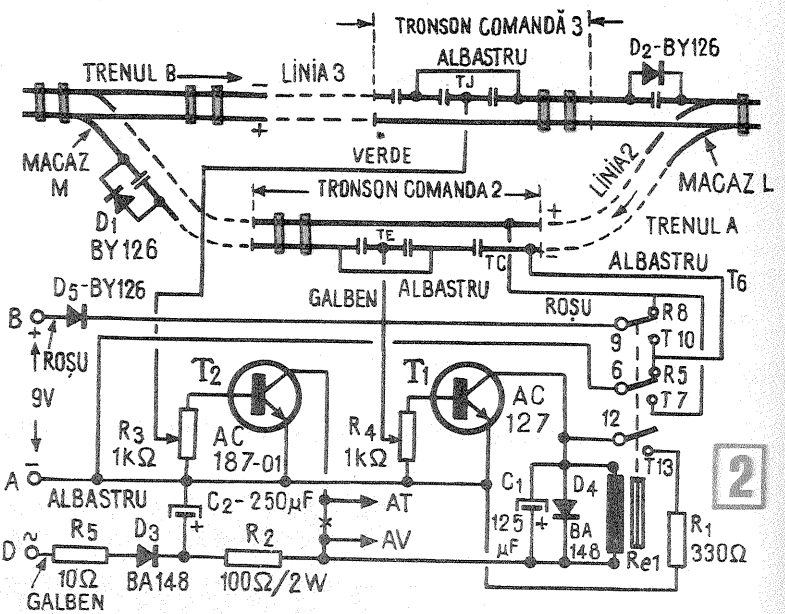 TRONSON COMANDĂ 3
ALBASTRU
D2-BY126
TRENUL B
LINIA 3
TJ
−
+
MACAZ M
VERDE
LINIA 2
MACAZ L
TRONSON COMANDA 2
D1
BY126
+
−
TE
TC
TRENUL A
GALBEN
ALBASTRU
ALBASTRU
T6
D5-BY126
ROȘU
B
+
ROȘU
R8
9
T10
6
R5
T7
T2
T1
9V
R3
1kΩ
AC
187-01
R4
1kΩ
AC
127
12
T13
A
−
ALBASTRU
C2-250μF
+
AT
AV
C1
125
μF
+
D4
BA
148
Re1
R1
330Ω
2
D
~
R5
10Ω
D3
BA148
R2
100Ω/2W
GALBEN